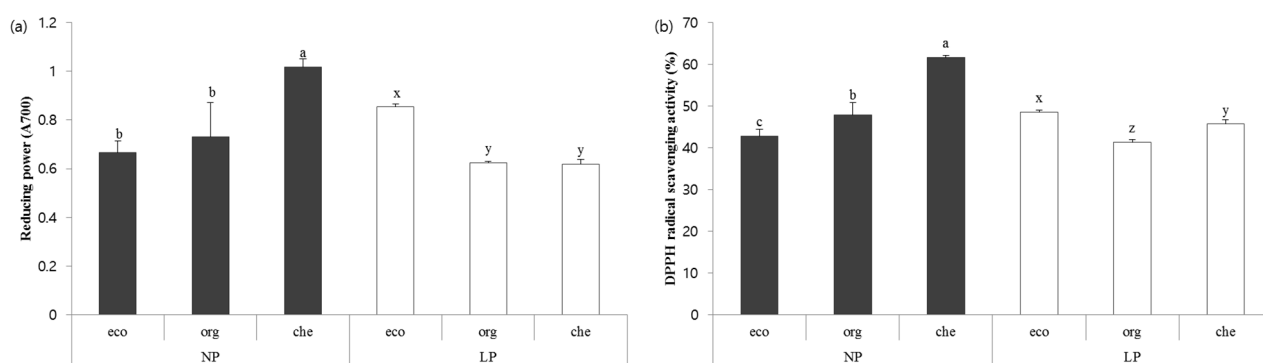 (a)
Reducing power (A700)
1.2
1
0.8
0.6
0.4
0.2
0
b
b
a
x
y
y
eco org che eco org che
NP LP
(b)
DPPH radical scavenging activity (%)
70
60
50
40
30
20
10
0
c
b
a
x
z
y
eco org che eco org che
NP LP